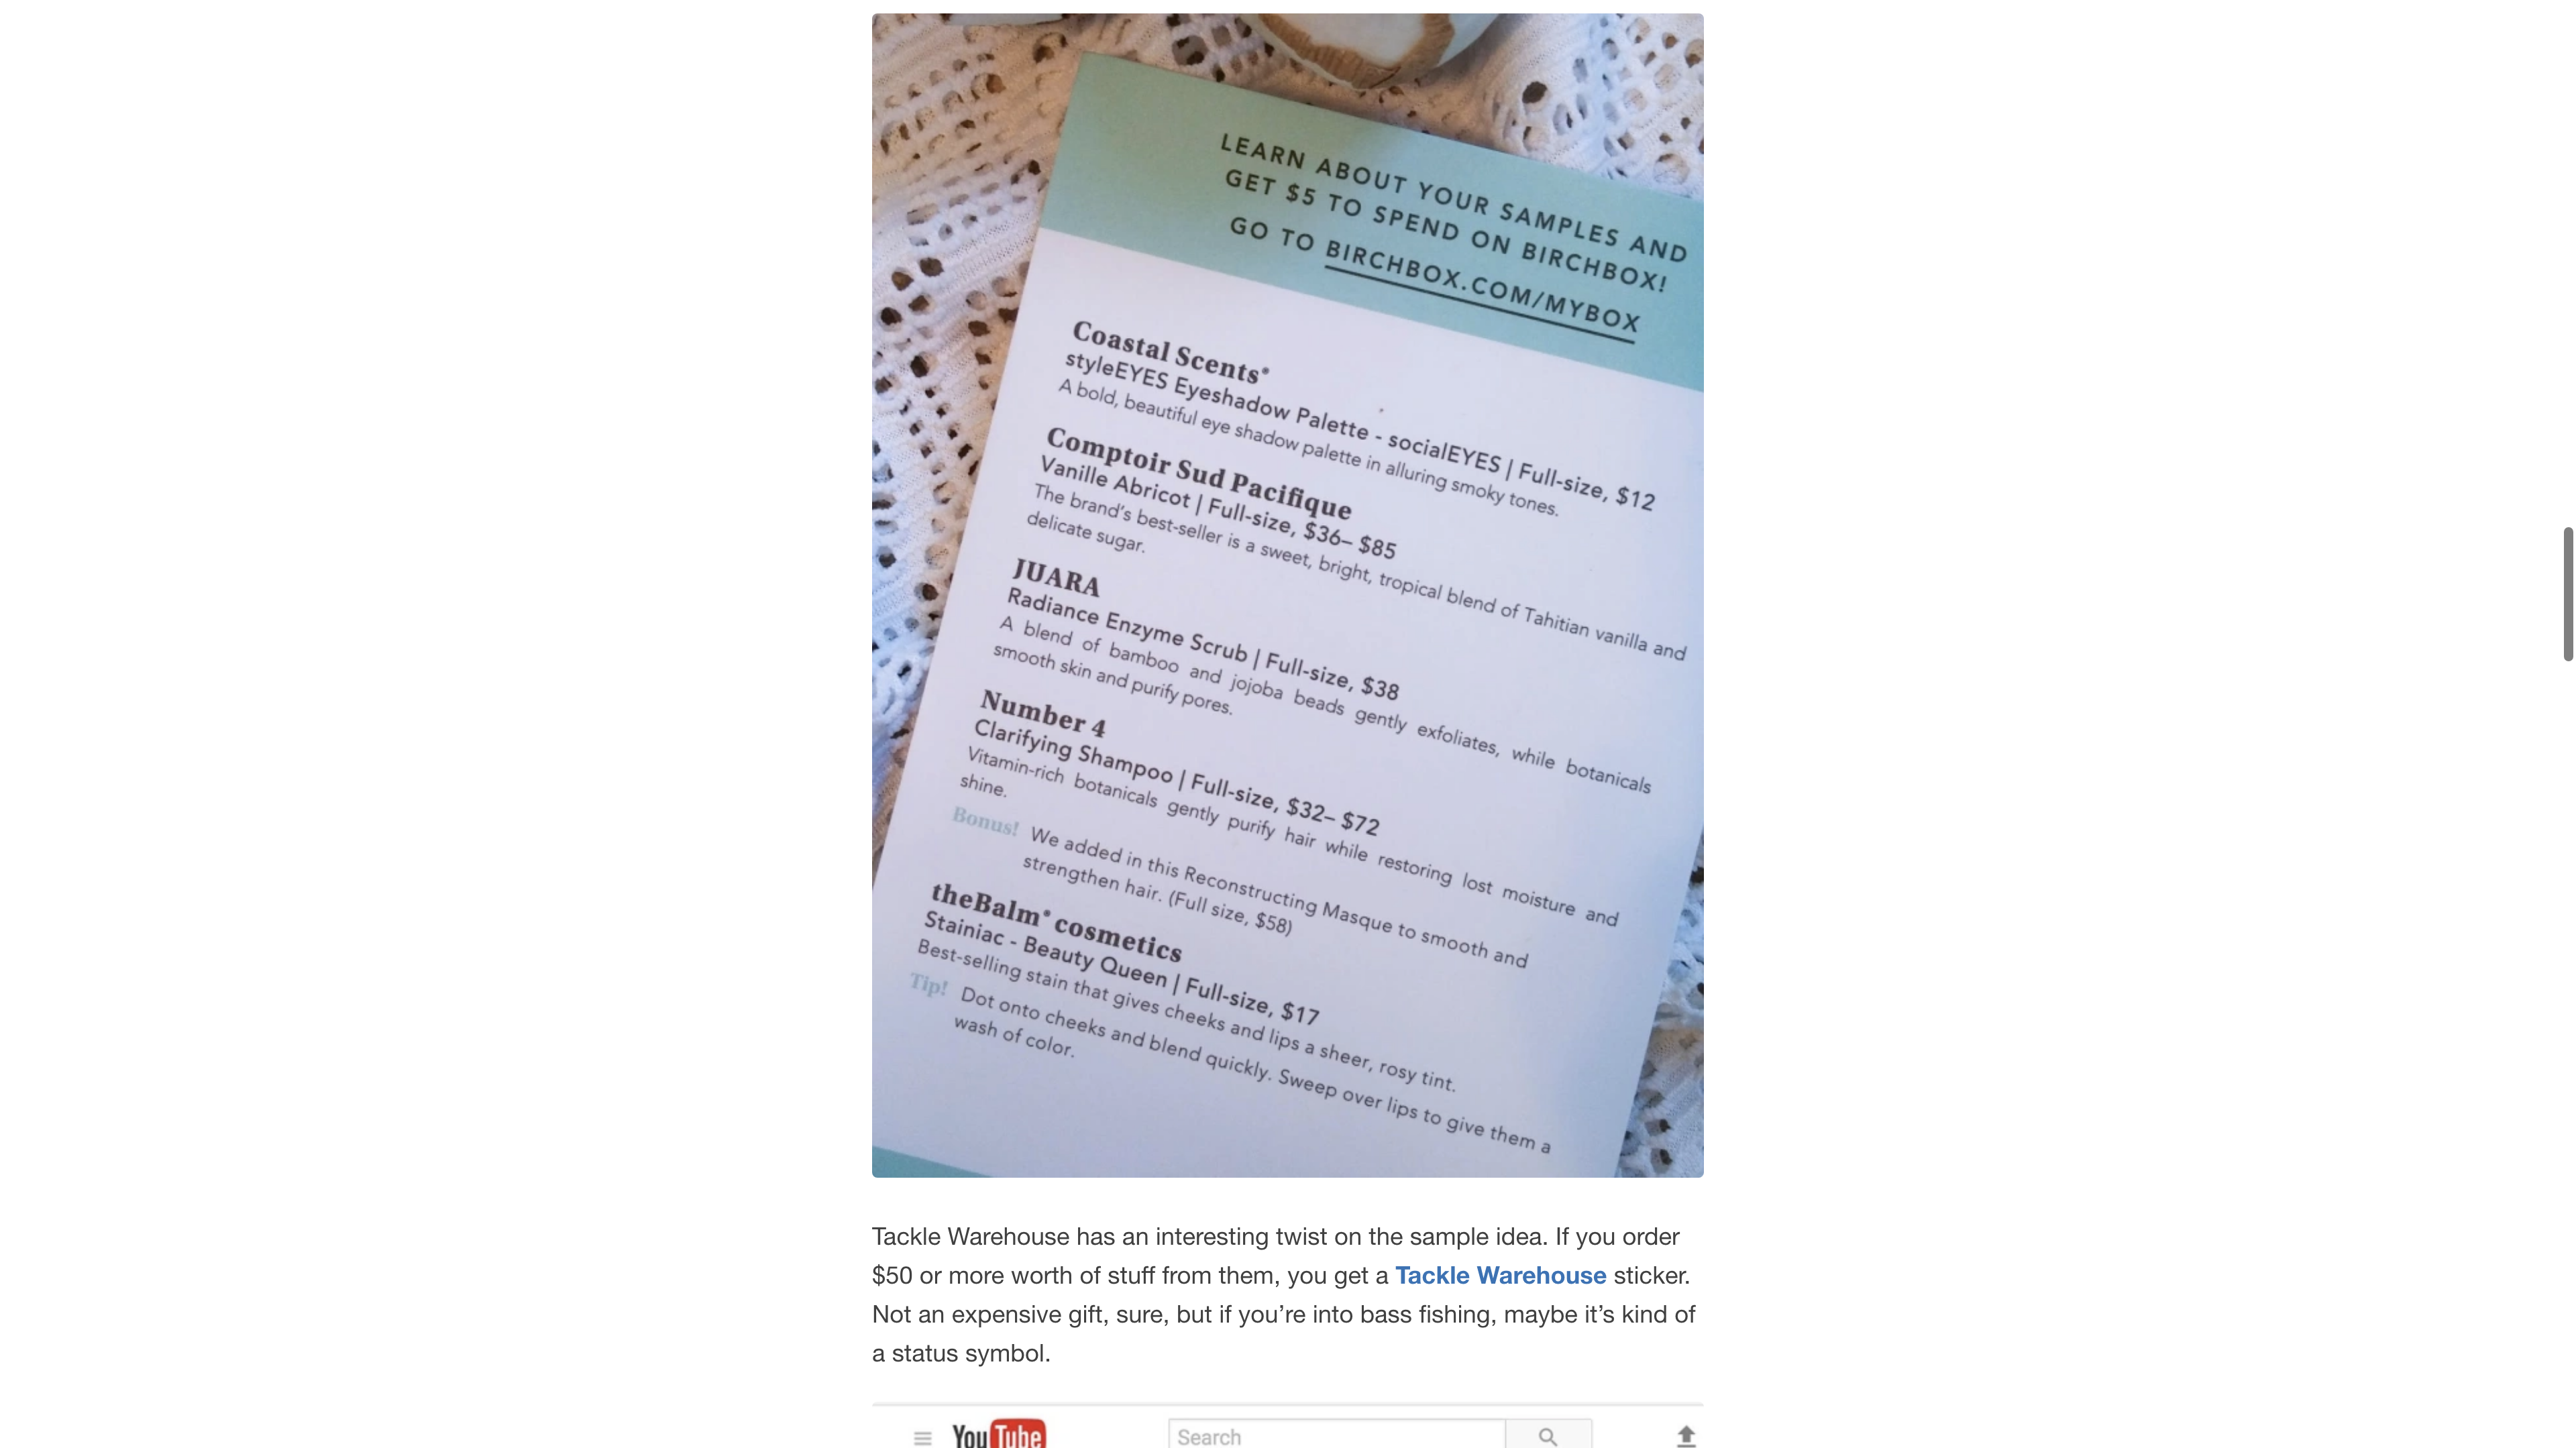 LEARN ABOUT YOUR SAMPLES AND
GET $5 TO SPEND ON BIRCHBOX!
GO TO BIRCHBOX.COM/MYBOX
Coastal Scents®
styleEYES Eyeshadow Palette - socialEYES | Full-size, $12
A bold, beautiful eye shadow palette in alluring smoky tones.
Comptoir Sud Pacifique
Vanille Abricot | Full-size, $36– $85
The brand's best-seller is a sweet, bright, tropical blend of Tahitian vanilla and
delicate sugar.
JUARA
Radiance Enzyme Scrub | Full-size, $38
A blend of bamboo and jojoba beads gently exfoliates, while botanicals
smooth skin and purify pores.
Number 4
Clarifying Shampoo | Full-size, $32– $72
Vitamin-rich botanicals gently purify hair while restoring lost moisture and
shine.
Bonus! We added in this Reconstructing Masque to smooth and
strengthen hair. (Full size, $58)
theBalm® cosmetics
Stainiac - Beauty Queen | Full-size, $17
Best-selling stain that gives cheeks and lips a sheer, rosy tint.
Tip! Dot onto cheeks and blend quickly. Sweep over lips to give them a
wash of color.
Tackle Warehouse has an interesting twist on the sample idea. If you order
$50 or more worth of stuff from them, you get a Tackle Warehouse sticker.
Not an expensive gift, sure, but if you’re into bass fishing, maybe it’s kind of
a status symbol.
YouTube
Search